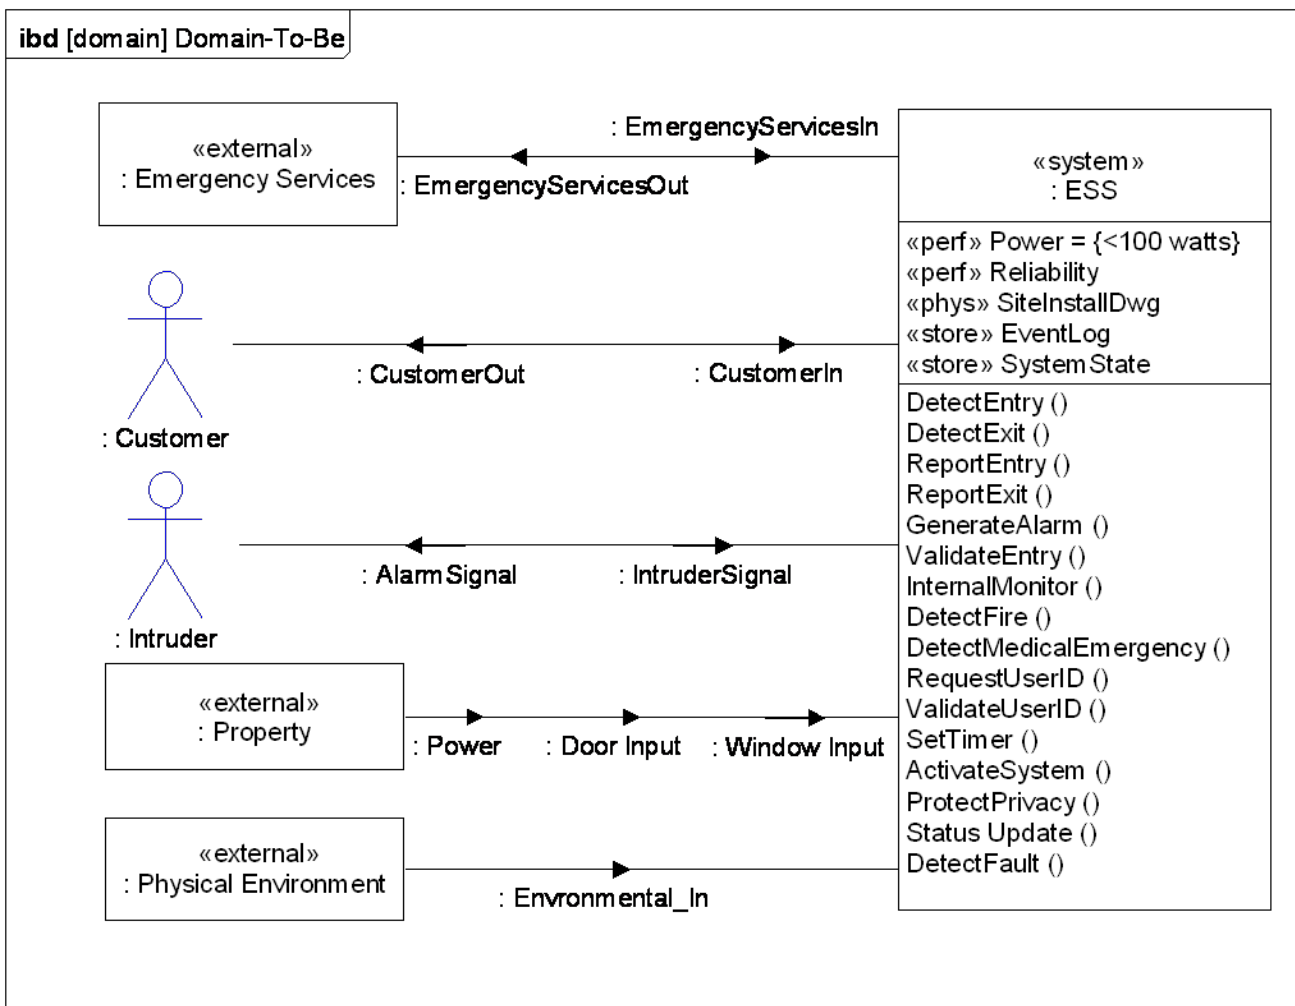 ibd [domain] Domain-To-Be
«external»
: Emergency Services
: EmergencyServicesIn
: EmergencyServicesOut
«system»
: ESS
«perf» Power = {<100 watts}
«perf» Reliability
«phys» SiteInstallDwg
«store» EventLog
«store» SystemState
: CustomerOut
: CustomerIn
: Customer
DetectEntry ()
DetectExit ()
ReportEntry ()
ReportExit ()
GenerateAlarm ()
ValidateEntry ()
InternalMonitor ()
DetectFire ()
DetectMedicalEmergency ()
RequestUserID ()
ValidateUserID ()
SetTimer ()
ActivateSystem ()
ProtectPrivacy ()
Status Update ()
DetectFault ()
: AlarmSignal
: IntruderSignal
: Intruder
«external»
: Property
: Power
: Door Input
: Window Input
«external»
: Physical Environment
: Envronmental_In